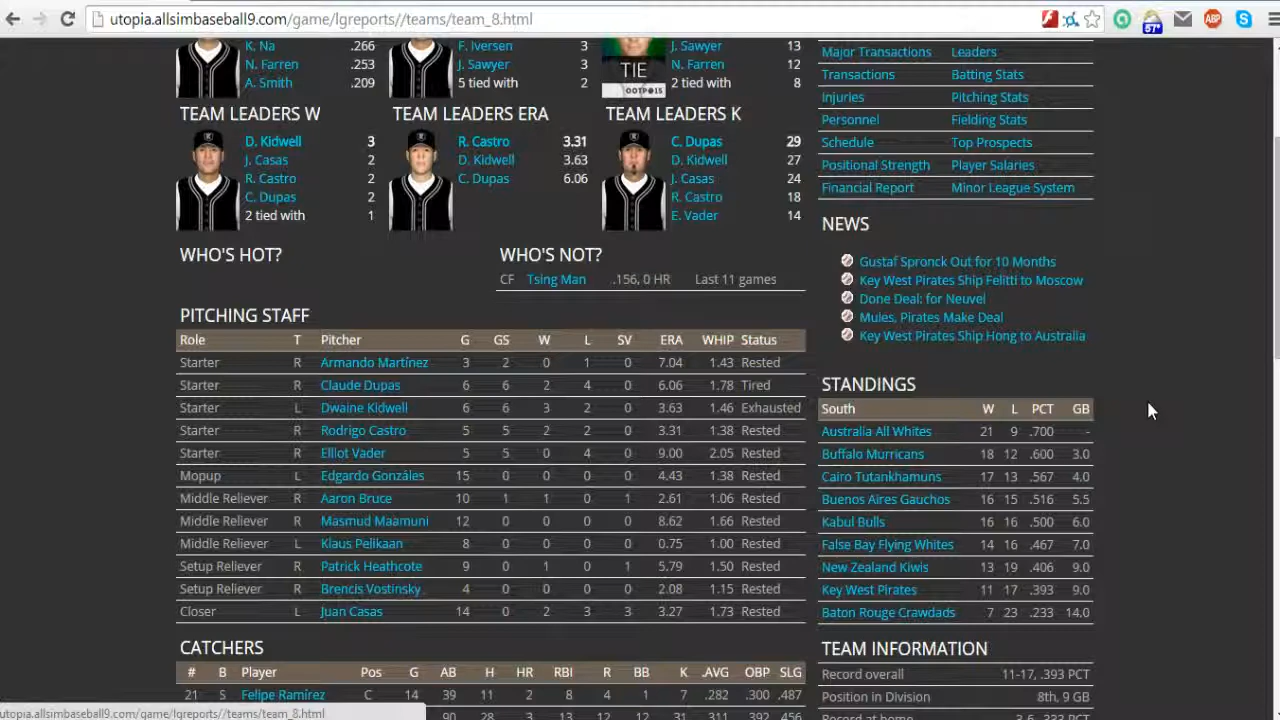 utopia.allsimbaseball9.com/game/lgreports//teams/team_8.html
57°
ABP
K. Na .266
N. Farren .253
A. Smith .209
F. Iversen 3
J. Sawyer 3
5 tied with 2
TIE
OOTP 15
J. Sawyer 13
N. Farren 12
2 tied with 8
Major Transactions Leaders
Transactions Batting Stats
Injuries Pitching Stats
Personnel Fielding Stats
Schedule Top Prospects
Positional Strength Player Salaries
Financial Report Minor League System
TEAM LEADERS W
D. Kidwell 3
J. Casas 2
R. Castro 2
C. Dupas 2
2 tied with 1
TEAM LEADERS ERA
R. Castro 3.31
D. Kidwell 3.63
C. Dupas 6.06
TEAM LEADERS K
C. Dupas 29
D. Kidwell 27
J. Casas 24
R. Castro 18
E. Vader 14
WHO'S HOT?
WHO'S NOT?
CF Tsing Man .156, 0 HR Last 11 games
PITCHING STAFF
Role T Pitcher G GS W L SV ERA WHIP Status
Starter R Armando Martínez 3 2 0 1 0 7.04 1.43 Rested
Starter R Claude Dupas 6 6 2 4 0 6.06 1.78 Tired
Starter L Dwaine Kidwell 6 6 3 2 0 3.63 1.46 Exhausted
Starter R Rodrigo Castro 5 5 2 2 0 3.31 1.38 Rested
Starter R Elliot Vader 5 5 0 4 0 9.00 2.05 Rested
Mopup L Edgardo Gonzáles 15 0 0 0 0 4.43 1.38 Rested
Middle Reliever R Aaron Bruce 10 1 1 0 1 2.61 1.06 Rested
Middle Reliever R Masmud Maamuni 12 0 0 0 0 8.62 1.66 Rested
Middle Reliever L Klaus Pelikaan 8 0 0 0 0 0.75 1.00 Rested
Setup Reliever R Patrick Heathcote 9 0 1 0 1 5.79 1.50 Rested
Setup Reliever R Brencis Vostinsky 4 0 0 0 0 2.08 1.15 Rested
Closer L Juan Casas 14 0 2 3 3 3.27 1.73 Rested
CATCHERS
# B Player Pos G AB H HR RBI R BB K .AVG OBP SLG
21 S Felipe Ramírez C 14 39 11 2 8 4 1 7 .282 .300 .487
90 28 3 13 12 12 31 .311 .392 .456
NEWS
Gustaf Spronck Out for 10 Months
Key West Pirates Ship Felitti to Moscow
Done Deal: for Neuvel
Mules, Pirates Make Deal
Key West Pirates Ship Hong to Australia
STANDINGS
South W L PCT GB
Australia All Whites 21 9 .700 -
Buffalo Murricans 18 12 .600 3.0
Cairo Tutankhamuns 17 13 .567 4.0
Buenos Aires Gauchos 16 15 .516 5.5
Kabul Bulls 16 16 .500 6.0
False Bay Flying Whites 14 16 .467 7.0
New Zealand Kiwis 13 19 .406 9.0
Key West Pirates 11 17 .393 9.0
Baton Rouge Crawdads 7 23 .233 14.0
TEAM INFORMATION
Record overall 11-17, .393 PCT
Position in Division 8th, 9 GB
Record at home 3-6, .333 PCT
utopia.allsimbaseball9.com/game/lgreports//teams/team_8.html